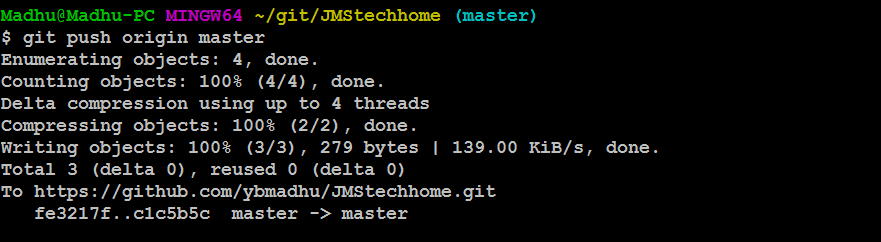 Madhu@Madhu-PC MINGW64 ~/git/JMStechhome (master)
$ git push origin master
Enumerating objects: 4, done.
Counting objects: 100% (4/4), done.
Delta compression using up to 4 threads
Compressing objects: 100% (2/2), done.
Writing objects: 100% (3/3), 279 bytes | 139.00 KiB/s, done.
Total 3 (delta 0), reused 0 (delta 0)
To https://github.com/ybmadhu/JMStechhome.git
   fe3217f..c1c5b5c  master -> master